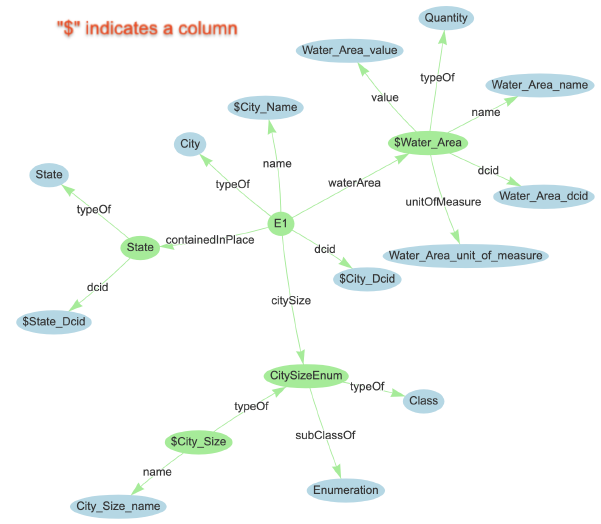 "$" indicates a column
Quantity
Water_Area_value
typeOf
Water_Area_name
value
$City_Name
name
$Water_Area
City
name
dcid
State
typeOf
waterArea
Water_Area_dcid
typeOf
unitOfMeasure
E1
State
containedInPlace
dcid
Water_Area_unit_of_measure
$City_Dcid
dcid
citySize
$State_Dcid
CitySizeEnum
typeOf
Class
typeOf
subClassOf
$City_Size
name
Enumeration
City_Size_name